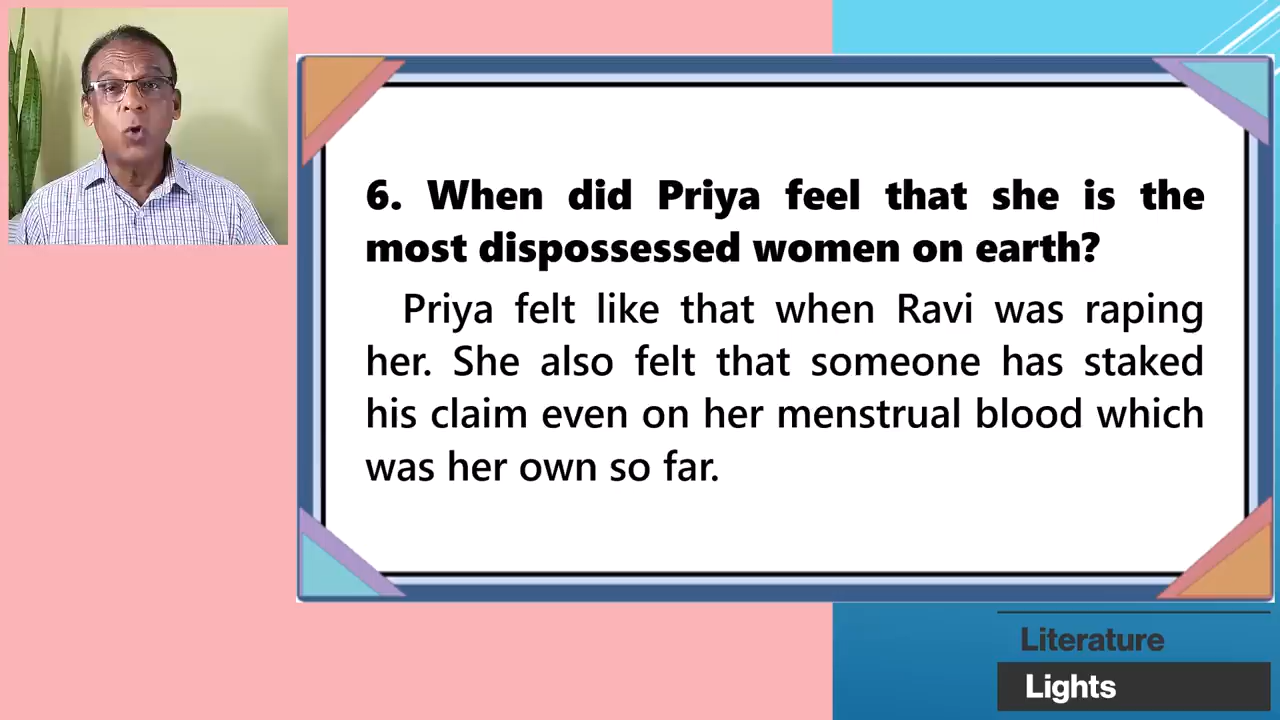 6. When did Priya feel that she is the
most dispossessed women on earth?
Priya felt like that when Ravi was raping
her. She also felt that someone has staked
his claim even on her menstrual blood which
was her own so far.
Literature
Lights